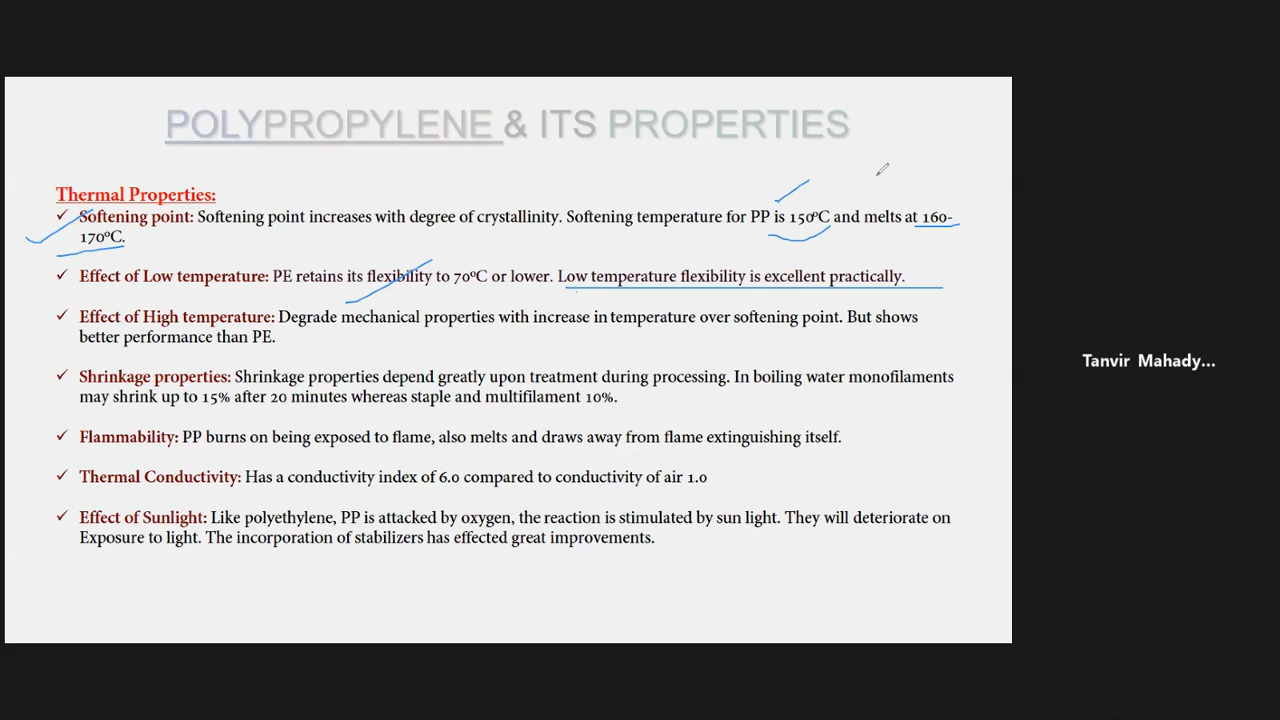 POLYPROPYLENE & ITS PROPERTIES
Thermal Properties:
✓ Softening point: Softening point increases with degree of crystallinity. Softening temperature for PP is 150ºC and melts at 160-
170ºC.
✓ Effect of Low temperature: PE retains its flexibility to 70ºC or lower. Low temperature flexibility is excellent practically.
✓ Effect of High temperature: Degrade mechanical properties with increase in temperature over softening point. But shows
better performance than PE.
✓ Shrinkage properties: Shrinkage properties depend greatly upon treatment during processing. In boiling water monofilaments
may shrink up to 15% after 20 minutes whereas staple and multifilament 10%.
✓ Flammability: PP burns on being exposed to flame, also melts and draws away from flame extinguishing itself.
✓ Thermal Conductivity: Has a conductivity index of 6.0 compared to conductivity of air 1.0
✓ Effect of Sunlight: Like polyethylene, PP is attacked by oxygen, the reaction is stimulated by sun light. They will deteriorate on
Exposure to light. The incorporation of stabilizers has effected great improvements.
Tanvir Mahady...